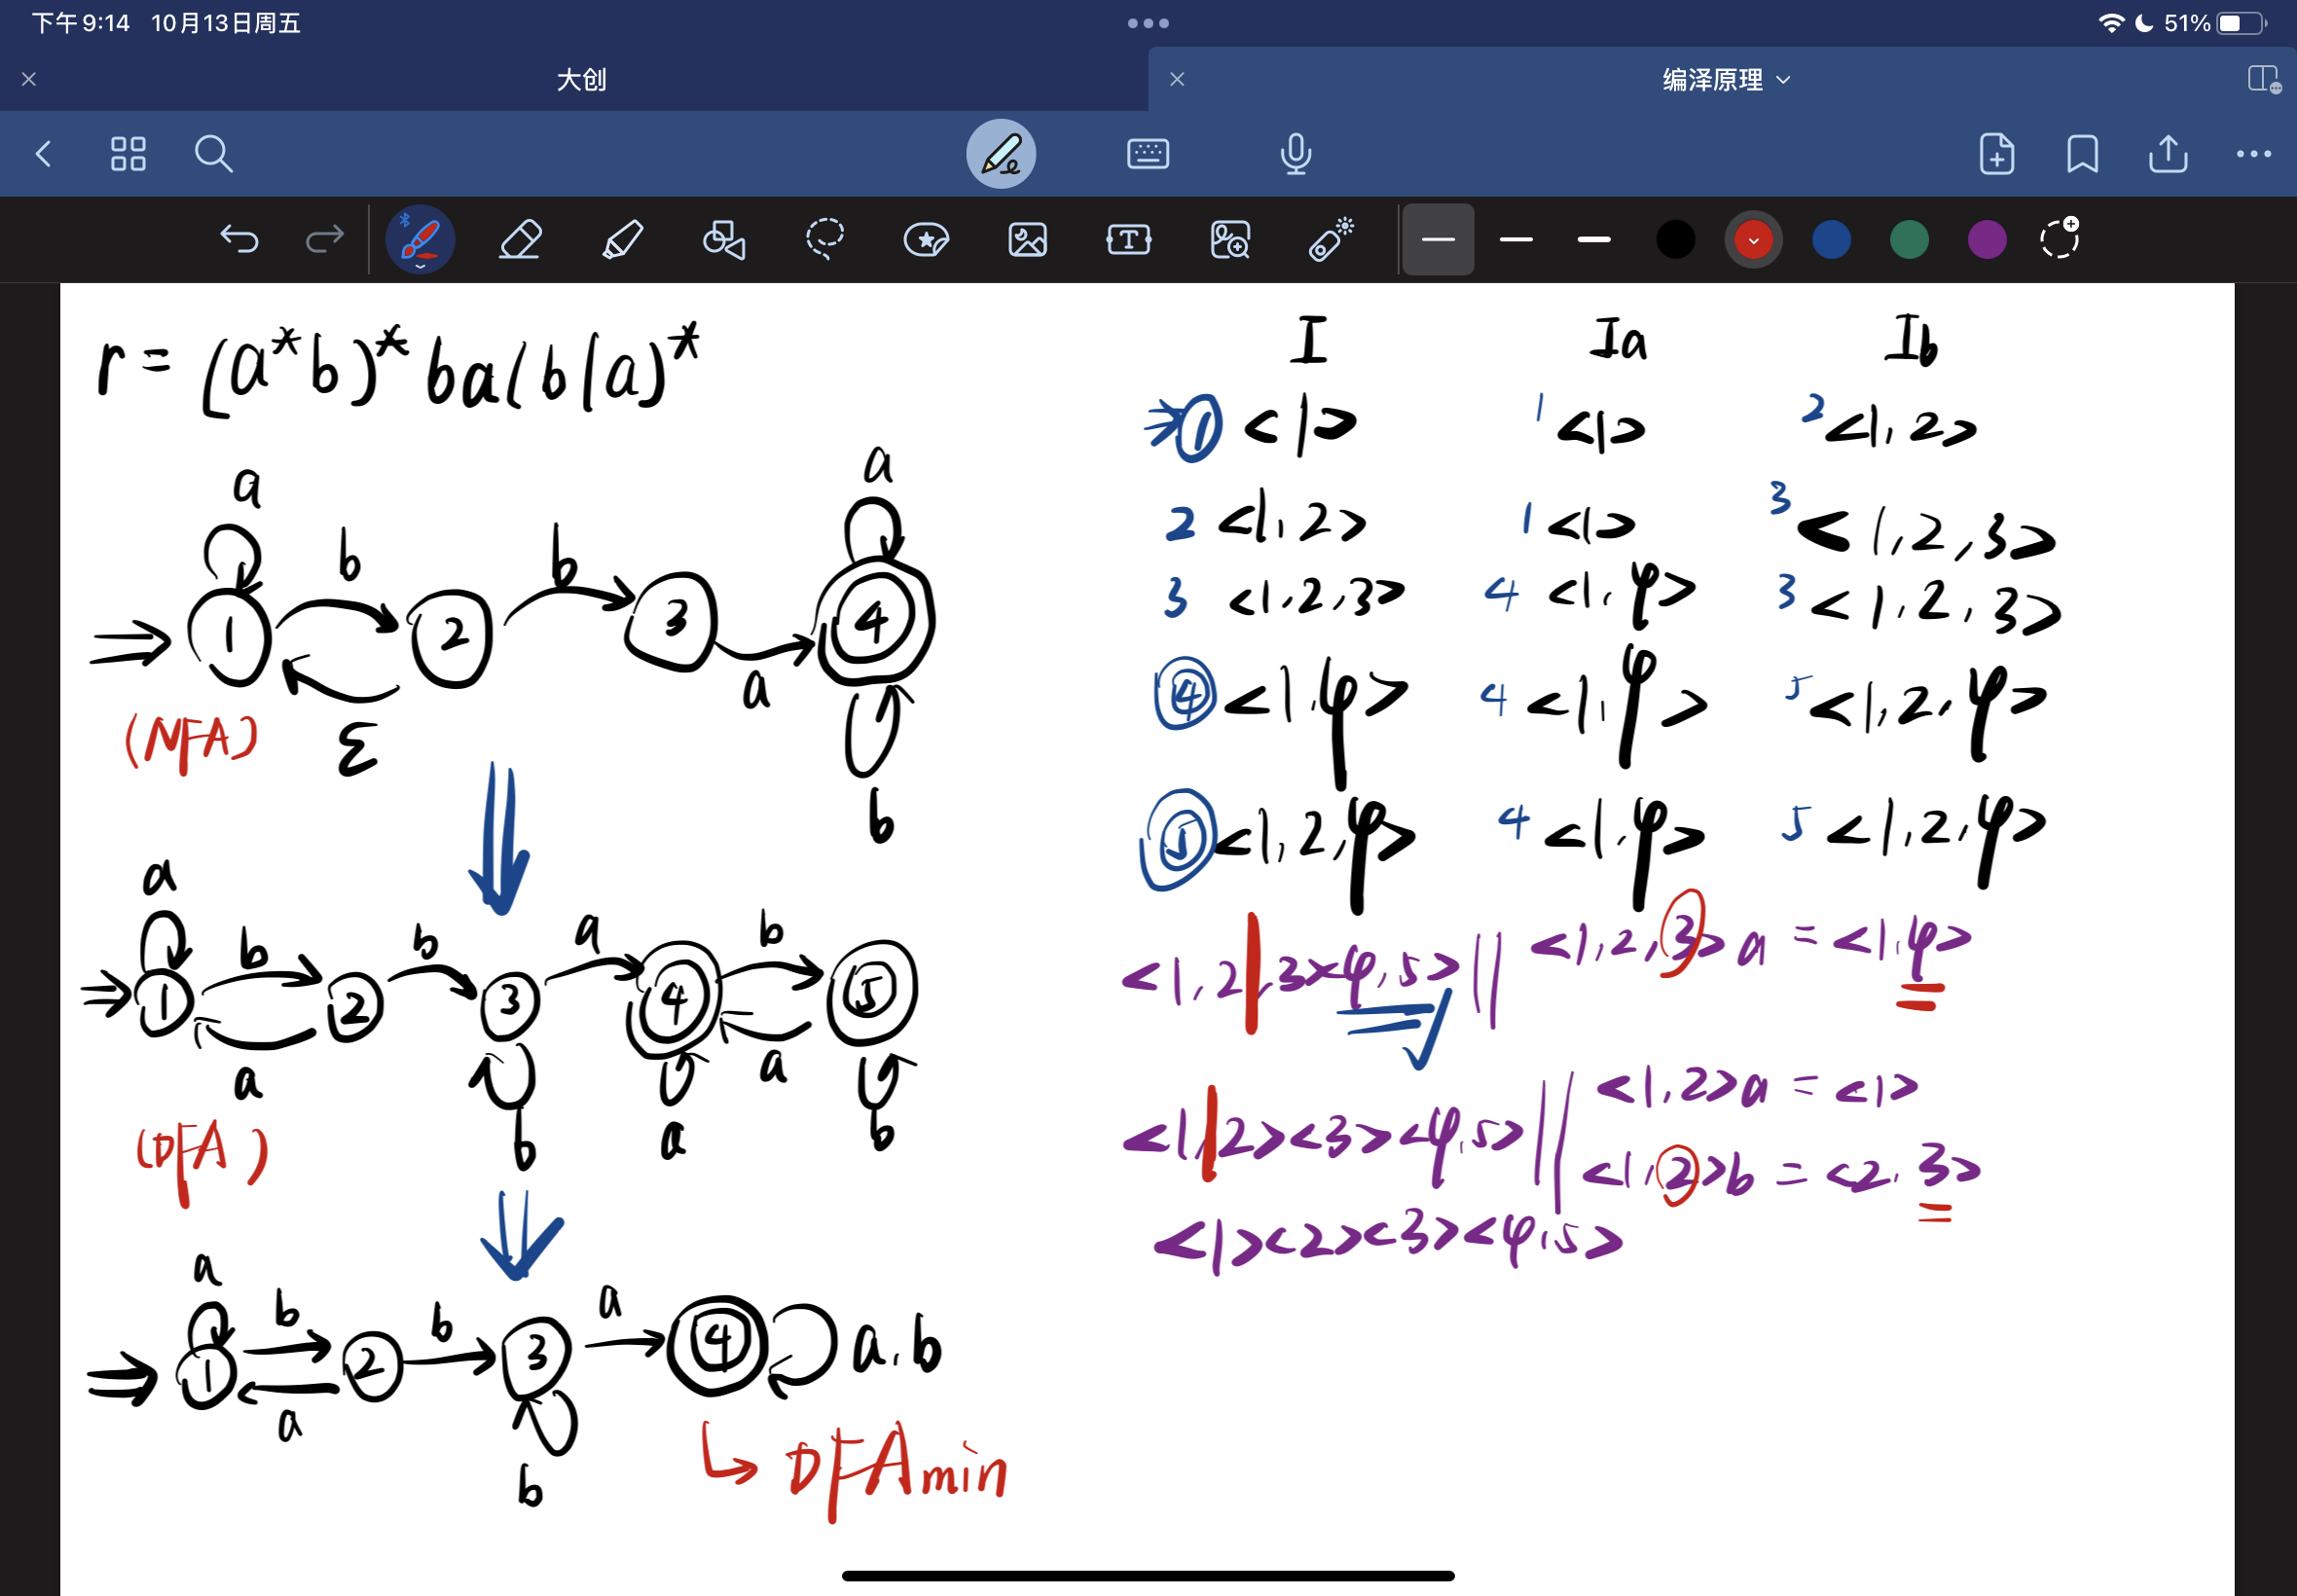 下午9:14 10月13日周五
51%
大创
编泽原理
r = (a*b)*ba(b|a)*
a
b
b
a
1
2
3
4
a
ε
b
(NFA)
a
b
b
a
b
1
2
3
4
5
a
b
a
a
b
(DFA)
a
b
b
a
1
2
3
4
a,b
a
b
DFAmin
I Ia Ib
1 <1> 1 <1> 2 <1,2>
2 <1,2> 1 <1> 3 <1,2,3>
3 <1,2,3> 4 <1,4> 3 <1,2,3>
4 <1,4> 4 <1,4> 5 <1,2,4>
5 <1,2,4> 4 <1,4> 5 <1,2,4>
<1,2,3><4,5> || <1,2,3>a = <1,4>
<1,2><3><4,5> || <1,2>a = <1>
<1,2>b = <2,3>
<1><2><3><4,5>